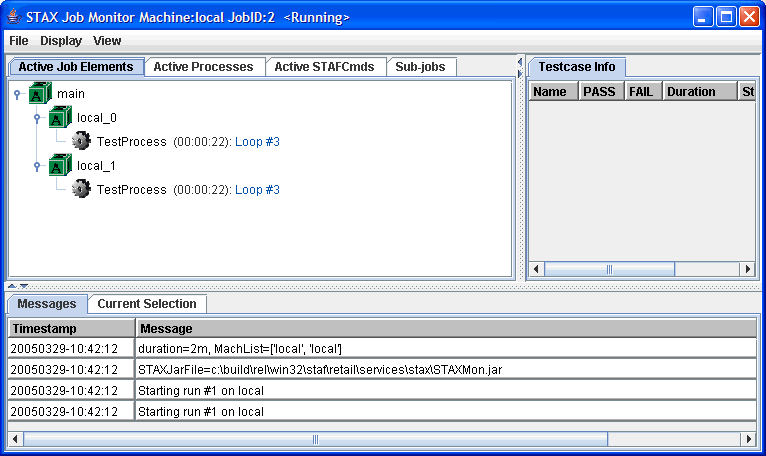 STAX Job Monitor Machine:local JobID:2 <Running>
File Display View
Active Job Elements Active Processes Active STAFCmds Sub-jobs
main
local_0
TestProcess (00:00:22): Loop #3
local_1
TestProcess (00:00:22): Loop #3
Testcase Info
Name PASS FAIL Duration St
Messages Current Selection
Timestamp Message
20050329-10:42:12 duration=2m, MachList=['local', 'local']
20050329-10:42:12 STAXJarFile=c:\build\rel\win32\staf\retail\services\stax\STAXMon.jar
20050329-10:42:12 Starting run #1 on local
20050329-10:42:12 Starting run #1 on local